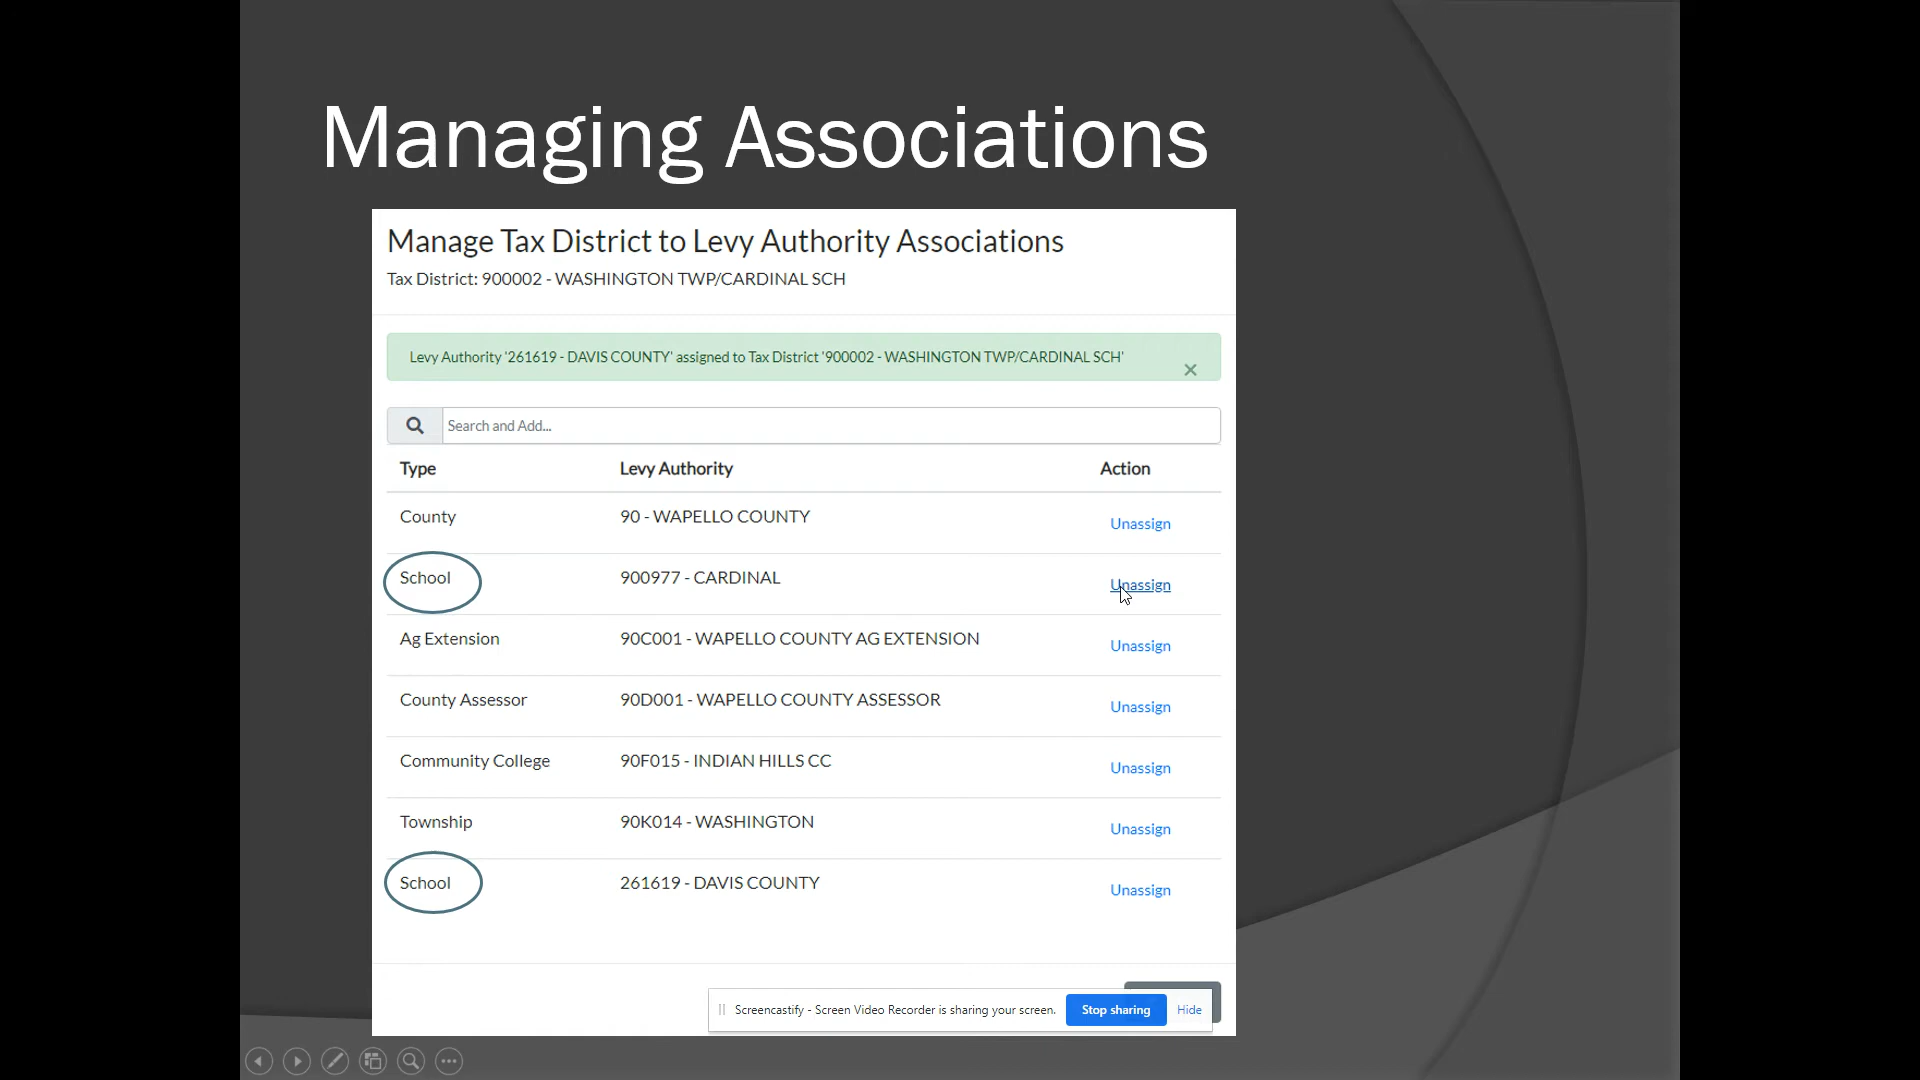 Managing Associations
Manage Tax District to Levy Authority Associations
Tax District: 900002 - WASHINGTON TWP/CARDINAL SCH
Levy Authority '261619 - DAVIS COUNTY' assigned to Tax District '900002 - WASHINGTON TWP/CARDINAL SCH'
Search and Add...
Type Levy Authority Action
County 90 - WAPELLO COUNTY Unassign
School 900977 - CARDINAL Unassign
Ag Extension 90C001 - WAPELLO COUNTY AG EXTENSION Unassign
County Assessor 90D001 - WAPELLO COUNTY ASSESSOR Unassign
Community College 90F015 - INDIAN HILLS CC Unassign
Township 90K014 - WASHINGTON Unassign
School 261619 - DAVIS COUNTY Unassign
Screencastify - Screen Video Recorder is sharing your screen. Stop sharing Hide